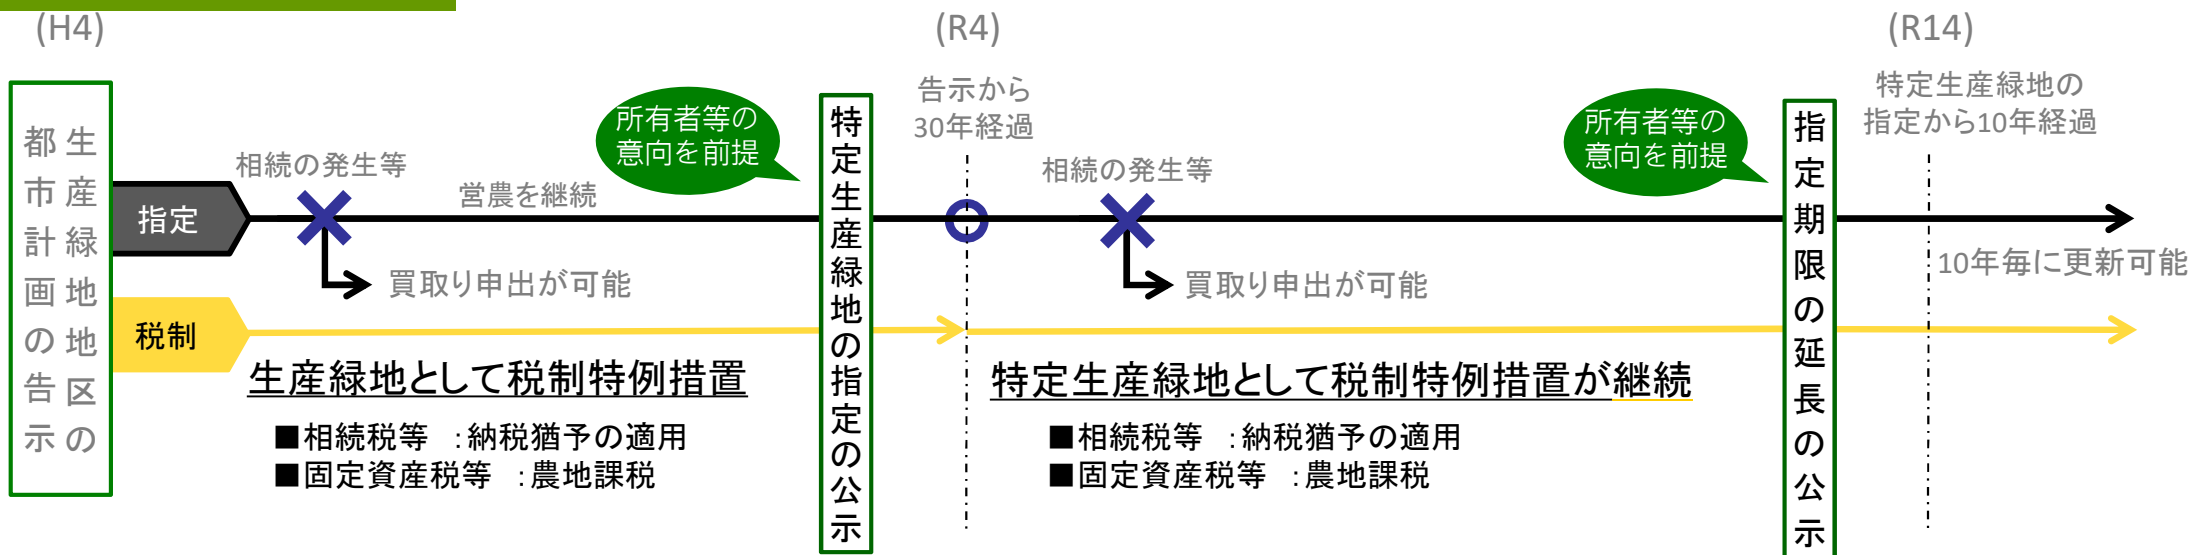 (H4)
(R4)
(R14)
生産緑地地区の
都市計画の告示
指定
税制
相続の発生等
営農を継続
買取り申出が可能
所有者等の
意向を前提
特定生産緑地の指定の公示
告示から
30年経過
相続の発生等
買取り申出が可能
所有者等の
意向を前提
指定期限の延長の公示
特定生産緑地の
指定から10年経過
10年毎に更新可能
生産緑地として税制特例措置
■相続税等 :納税猶予の適用
■固定資産税等 :農地課税
特定生産緑地として税制特例措置が継続
■相続税等 :納税猶予の適用
■固定資産税等 :農地課税